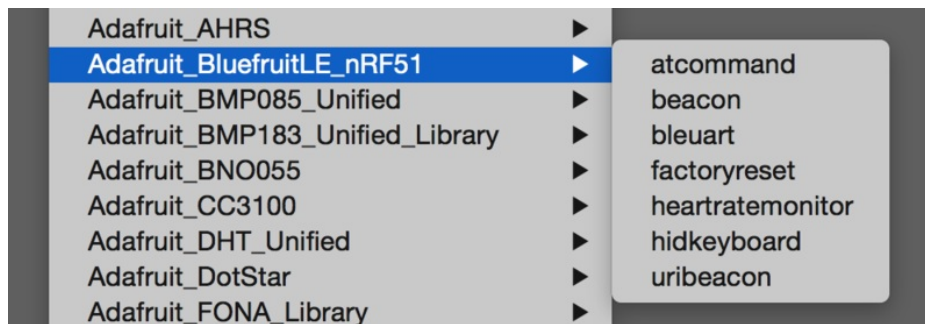 Adafruit_AHRS
Adafruit_BluefruitLE_nRF51
Adafruit_BMP085_Unified
Adafruit_BMP183_Unified_Library
Adafruit_BNO055
Adafruit_CC3100
Adafruit_DHT_Unified
Adafruit_DotStar
Adafruit_FONA_Library
atcommand
beacon
bleuart
factoryreset
heartratemonitor
hidkeyboard
uribeacon